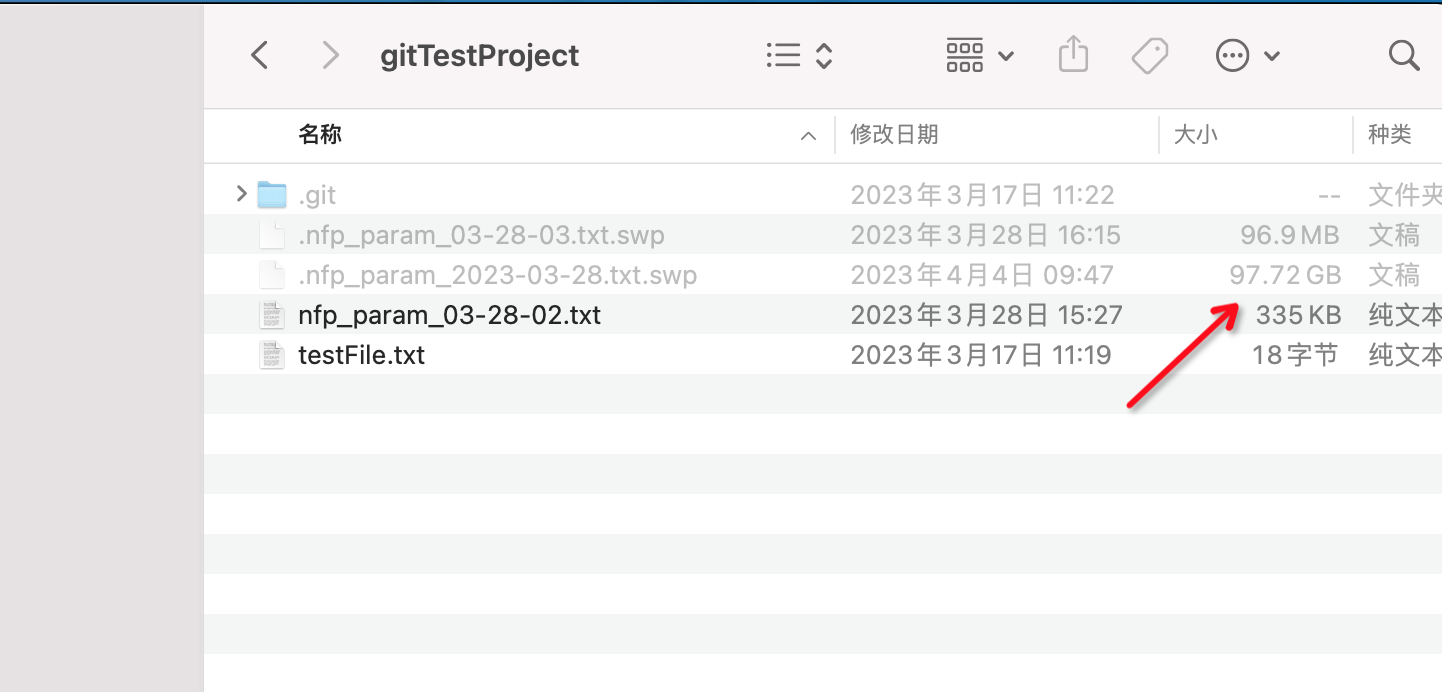 gitTestProject
名称 修改日期 大小 种类
.git 2023年3月17日 11:22 -- 文件夹
.nfp_param_03-28-03.txt.swp 2023年3月28日 16:15 96.9 MB 文稿
.nfp_param_2023-03-28.txt.swp 2023年4月4日 09:47 97.72 GB 文稿
nfp_param_03-28-02.txt 2023年3月28日 15:27 335 KB 纯文本
testFile.txt 2023年3月17日 11:19 18 字节 纯文本